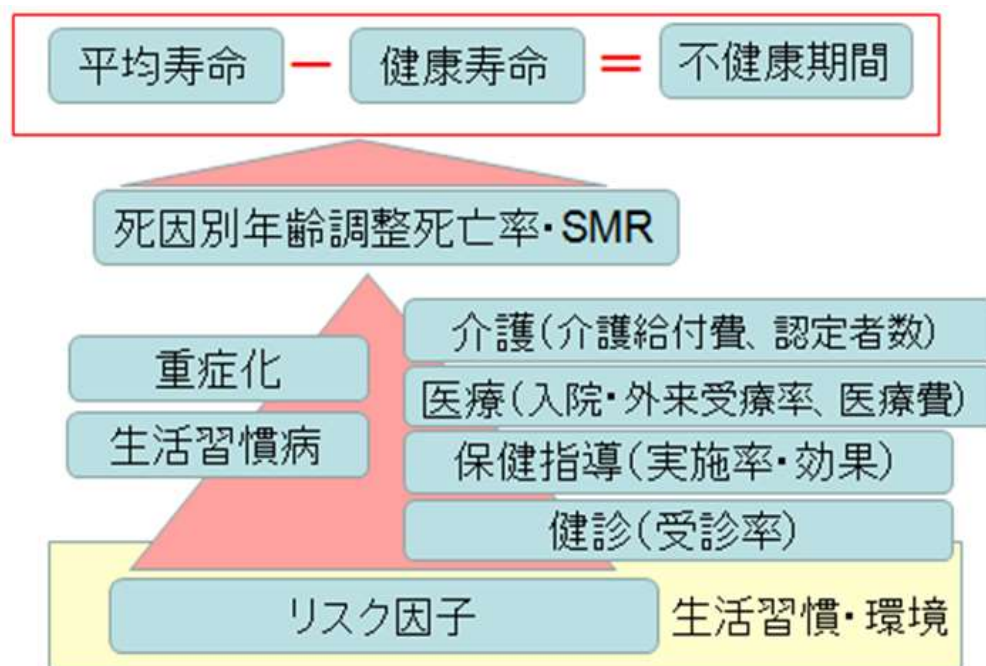 平均寿命 － 健康寿命 ＝ 不健康期間
死因別年齢調整死亡率・SMR
介護（介護給付費、認定者数）
重症化
医療（入院・外来受療率、医療費）
生活習慣病
保健指導（実施率・効果）
健診（受診率）
リスク因子 生活習慣・環境